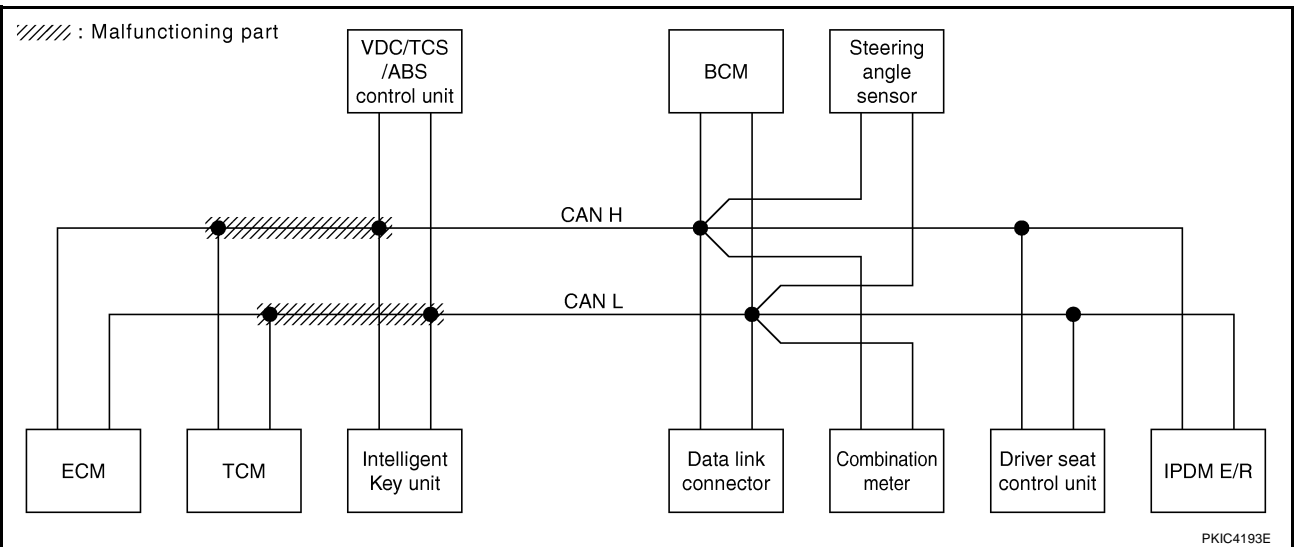 : Malfunctioning part
VDC/TCS
/ABS
control unit
BCM
Steering
angle
sensor
CAN H
CAN L
ECM
TCM
Intelligent
Key unit
Data link
connector
Combination
meter
Driver seat
control unit
IPDM E/R
PKIC4193E